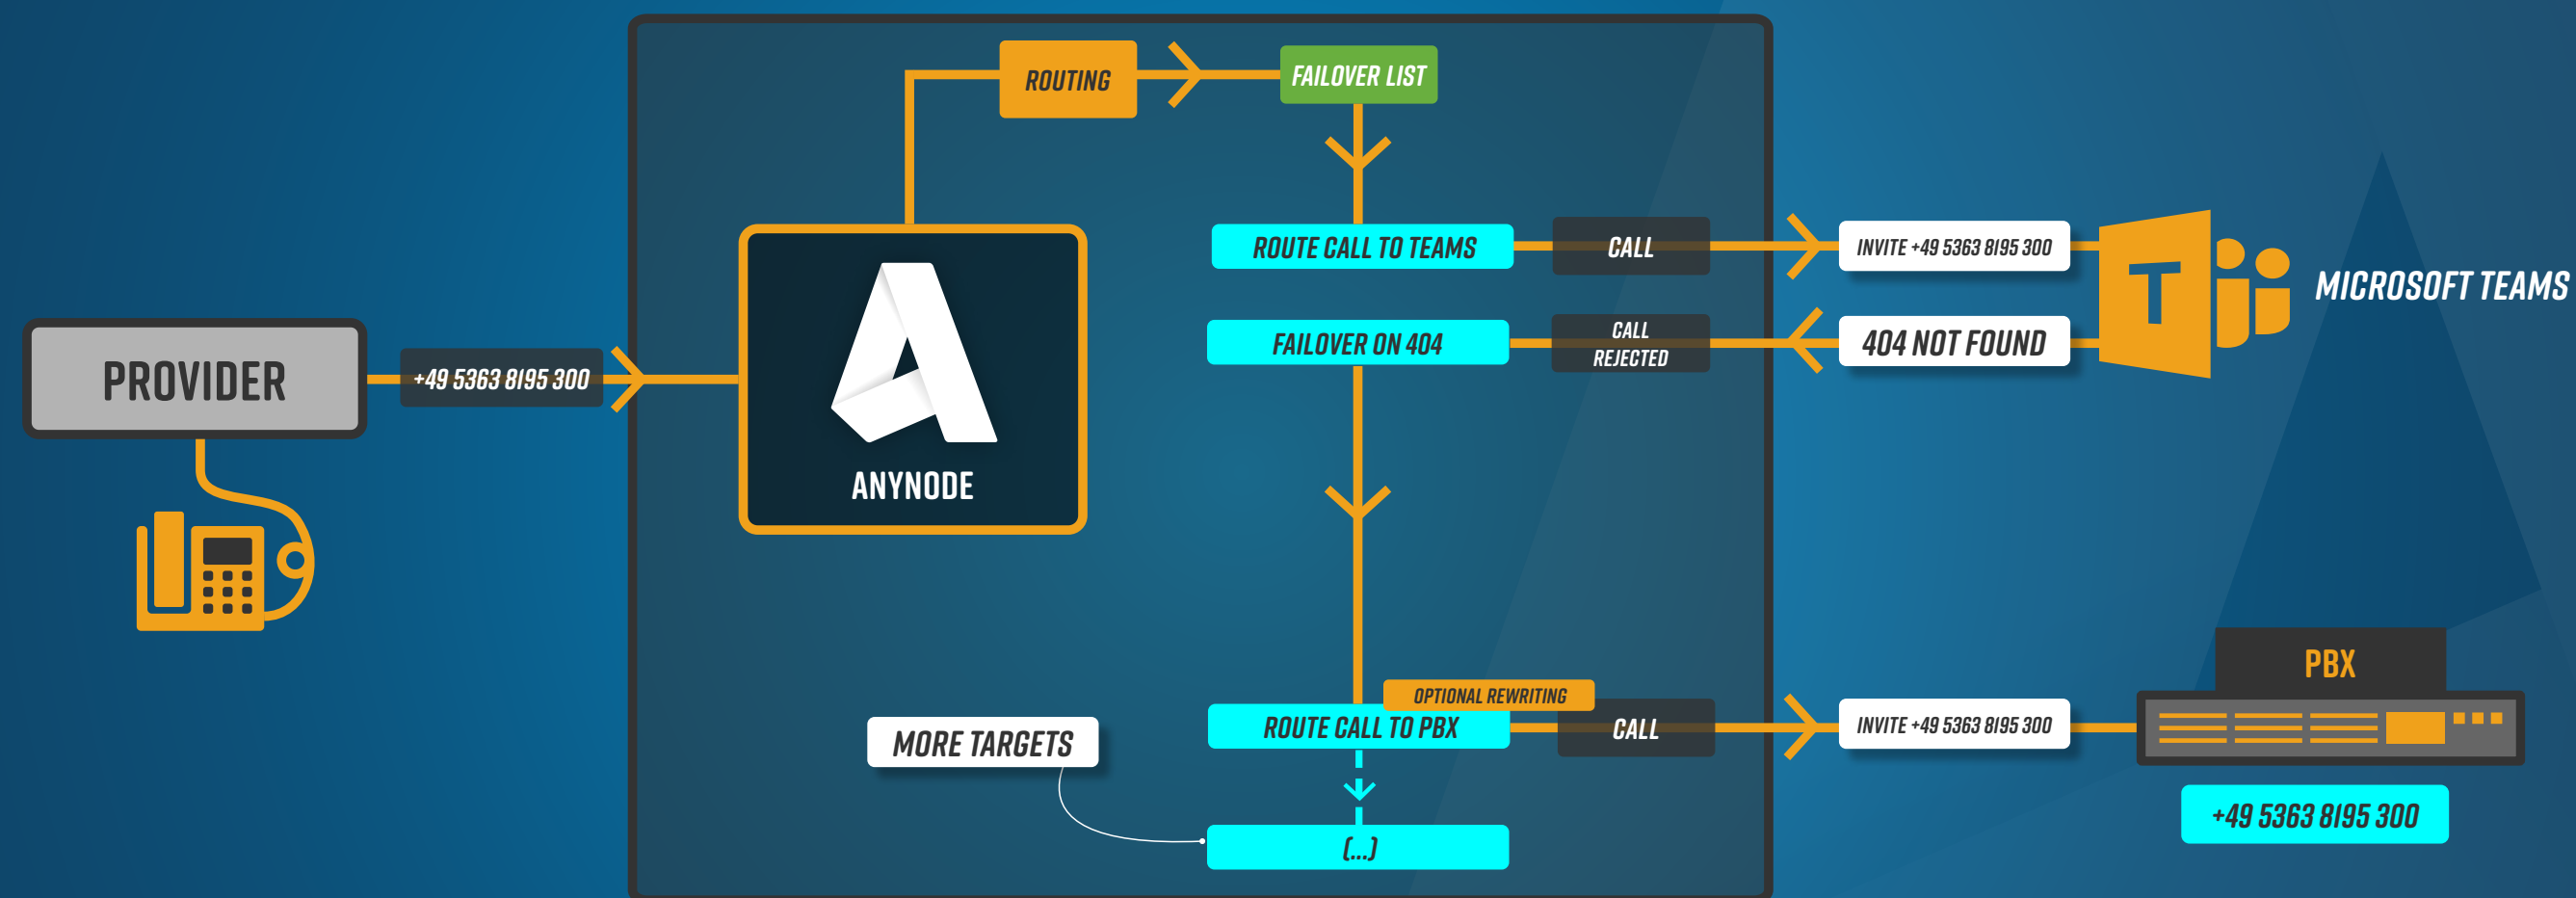 ROUTING
FAILOVER LIST
ROUTE CALL TO TEAMS
CALL
INVITE +49 5363 8195 300
MICROSOFT TEAMS
T
FAILOVER ON 404
CALL
REJECTED
404 NOT FOUND
PROVIDER
+49 5363 8195 300
ANYNODE
PBX
OPTIONAL REWRITING
ROUTE CALL TO PBX
CALL
INVITE +49 5363 8195 300
MORE TARGETS
+49 5363 8195 300
(...)